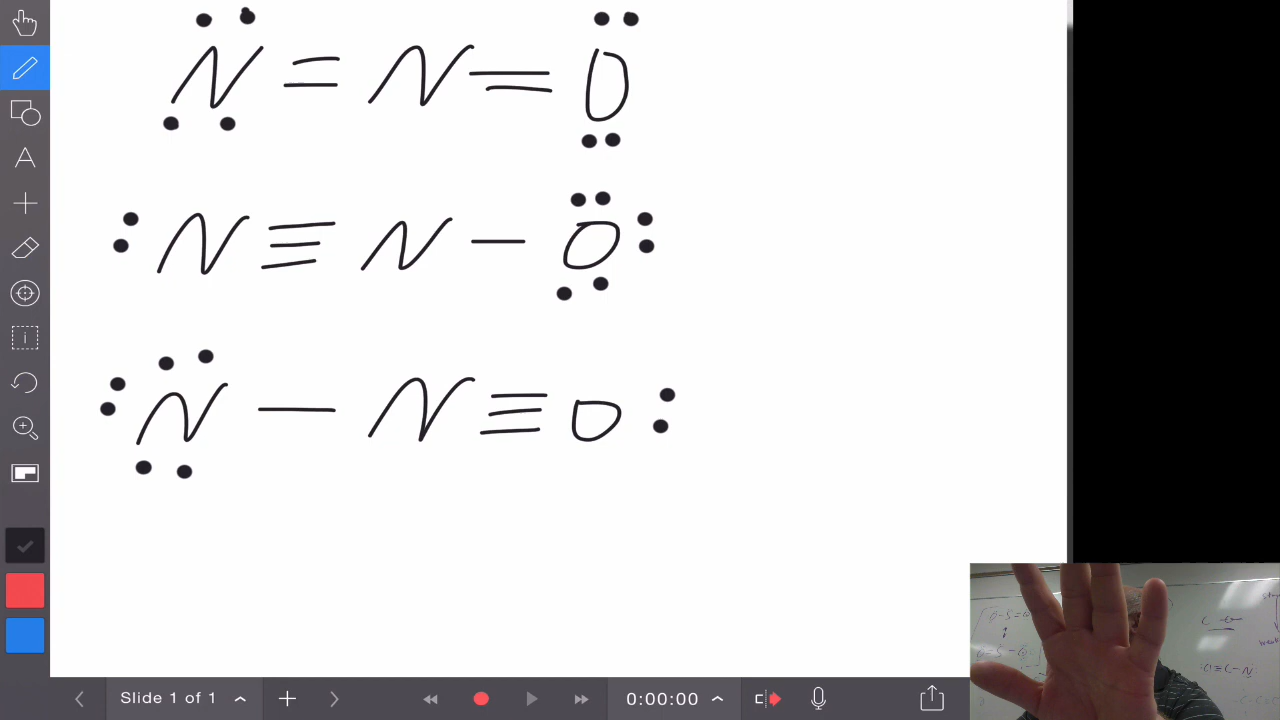 N = N = O
N ≡ N - O
N - N ≡ O
A
i
Slide 1 of 1
0:00:00